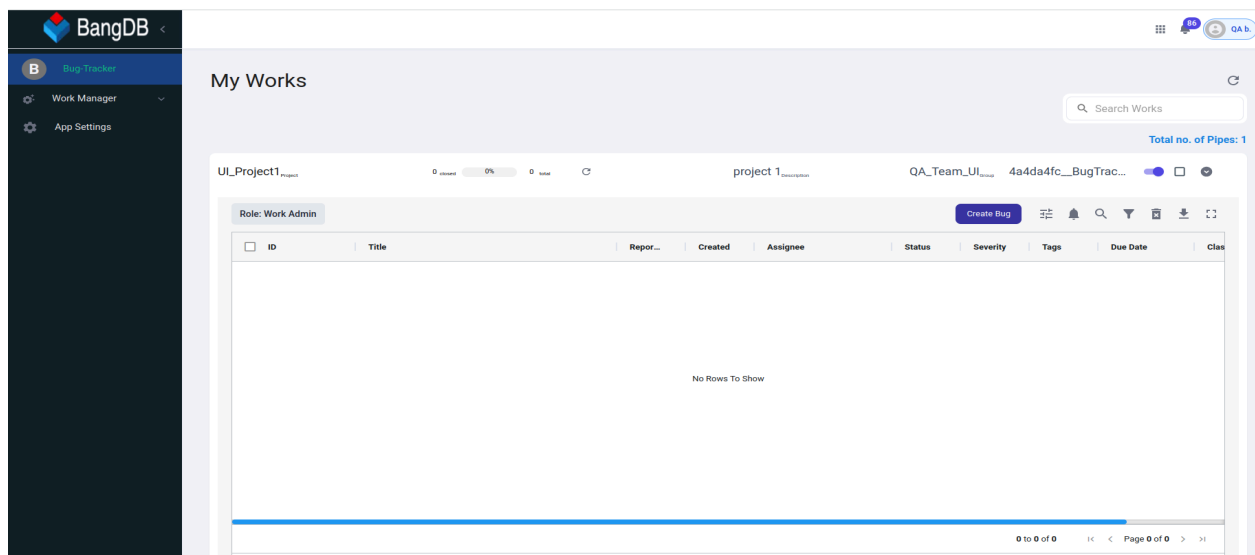 BangDB
86
QA b.
B Bug-Tracker
Work Manager
App Settings
My Works
Search Works
Total no. of Pipes: 1
UI_Project1 Project 0 closed 0% 0 total project 1 Description QA_Team_UI Group 4a4da4fc__BugTrac...
Role: Work Admin Create Bug
ID Title Repor... Created Assignee Status Severity Tags Due Date Clas
No Rows To Show
0 to 0 of 0 Page 0 of 0